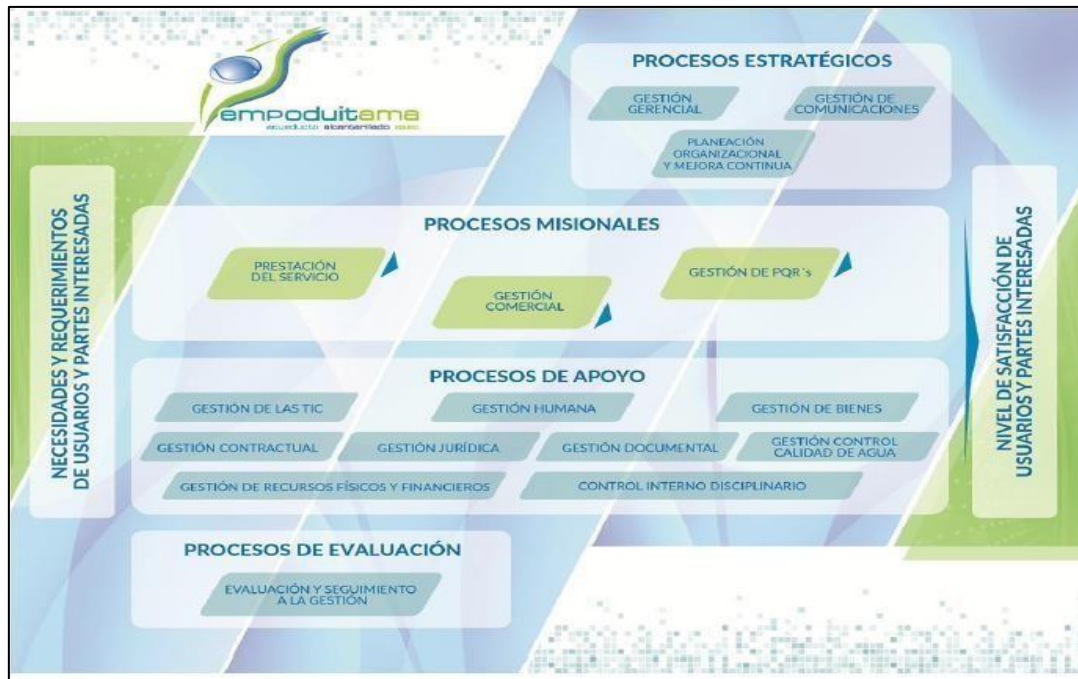 empoduitama
acueducto alcantarillado aseo
PROCESOS ESTRATÉGICOS
GESTIÓN
GERENCIAL
GESTIÓN DE
COMUNICACIONES
PLANEACIÓN
ORGANIZACIONAL
Y MEJORA CONTINUA
NECESIDADES Y REQUERIMIENTOS
DE USUARIOS Y PARTES INTERESADAS
PROCESOS MISIONALES
PRESTACIÓN
DEL SERVICIO
GESTIÓN
COMERCIAL
GESTIÓN DE PQR´s
PROCESOS DE APOYO
GESTIÓN DE LAS TIC
GESTIÓN HUMANA
GESTIÓN DE BIENES
GESTIÓN CONTRACTUAL
GESTIÓN JURÍDICA
GESTIÓN DOCUMENTAL
GESTIÓN CONTROL
CALIDAD DE AGUA
GESTIÓN DE RECURSOS FÍSICOS Y FINANCIEROS
CONTROL INTERNO DISCIPLINARIO
PROCESOS DE EVALUACIÓN
EVALUACIÓN Y SEGUIMIENTO
A LA GESTIÓN
NIVEL DE SATISFACCIÓN DE
USUARIOS Y PARTES INTERESADAS